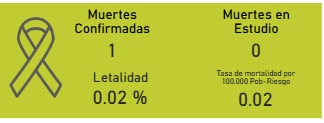 Muertes
Confirmadas
1
Letalidad
0.02 %
Muertes en
Estudio
0
Tasa de mortalidad por
100.000 Pob-Riesgo
0.02